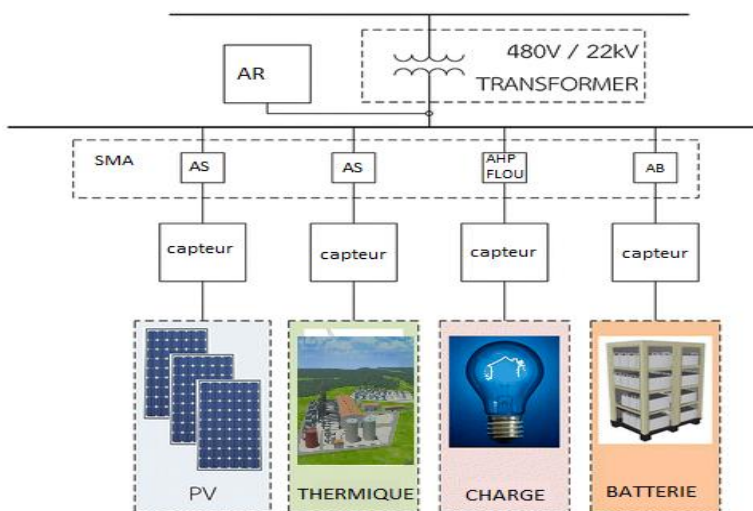 480V / 22kV
TRANSFORMER
AR
SMA
AS
AS
AHP
FLOU
AB
capteur
capteur
capteur
capteur
PV
THERMIQUE
CHARGE
BATTERIE